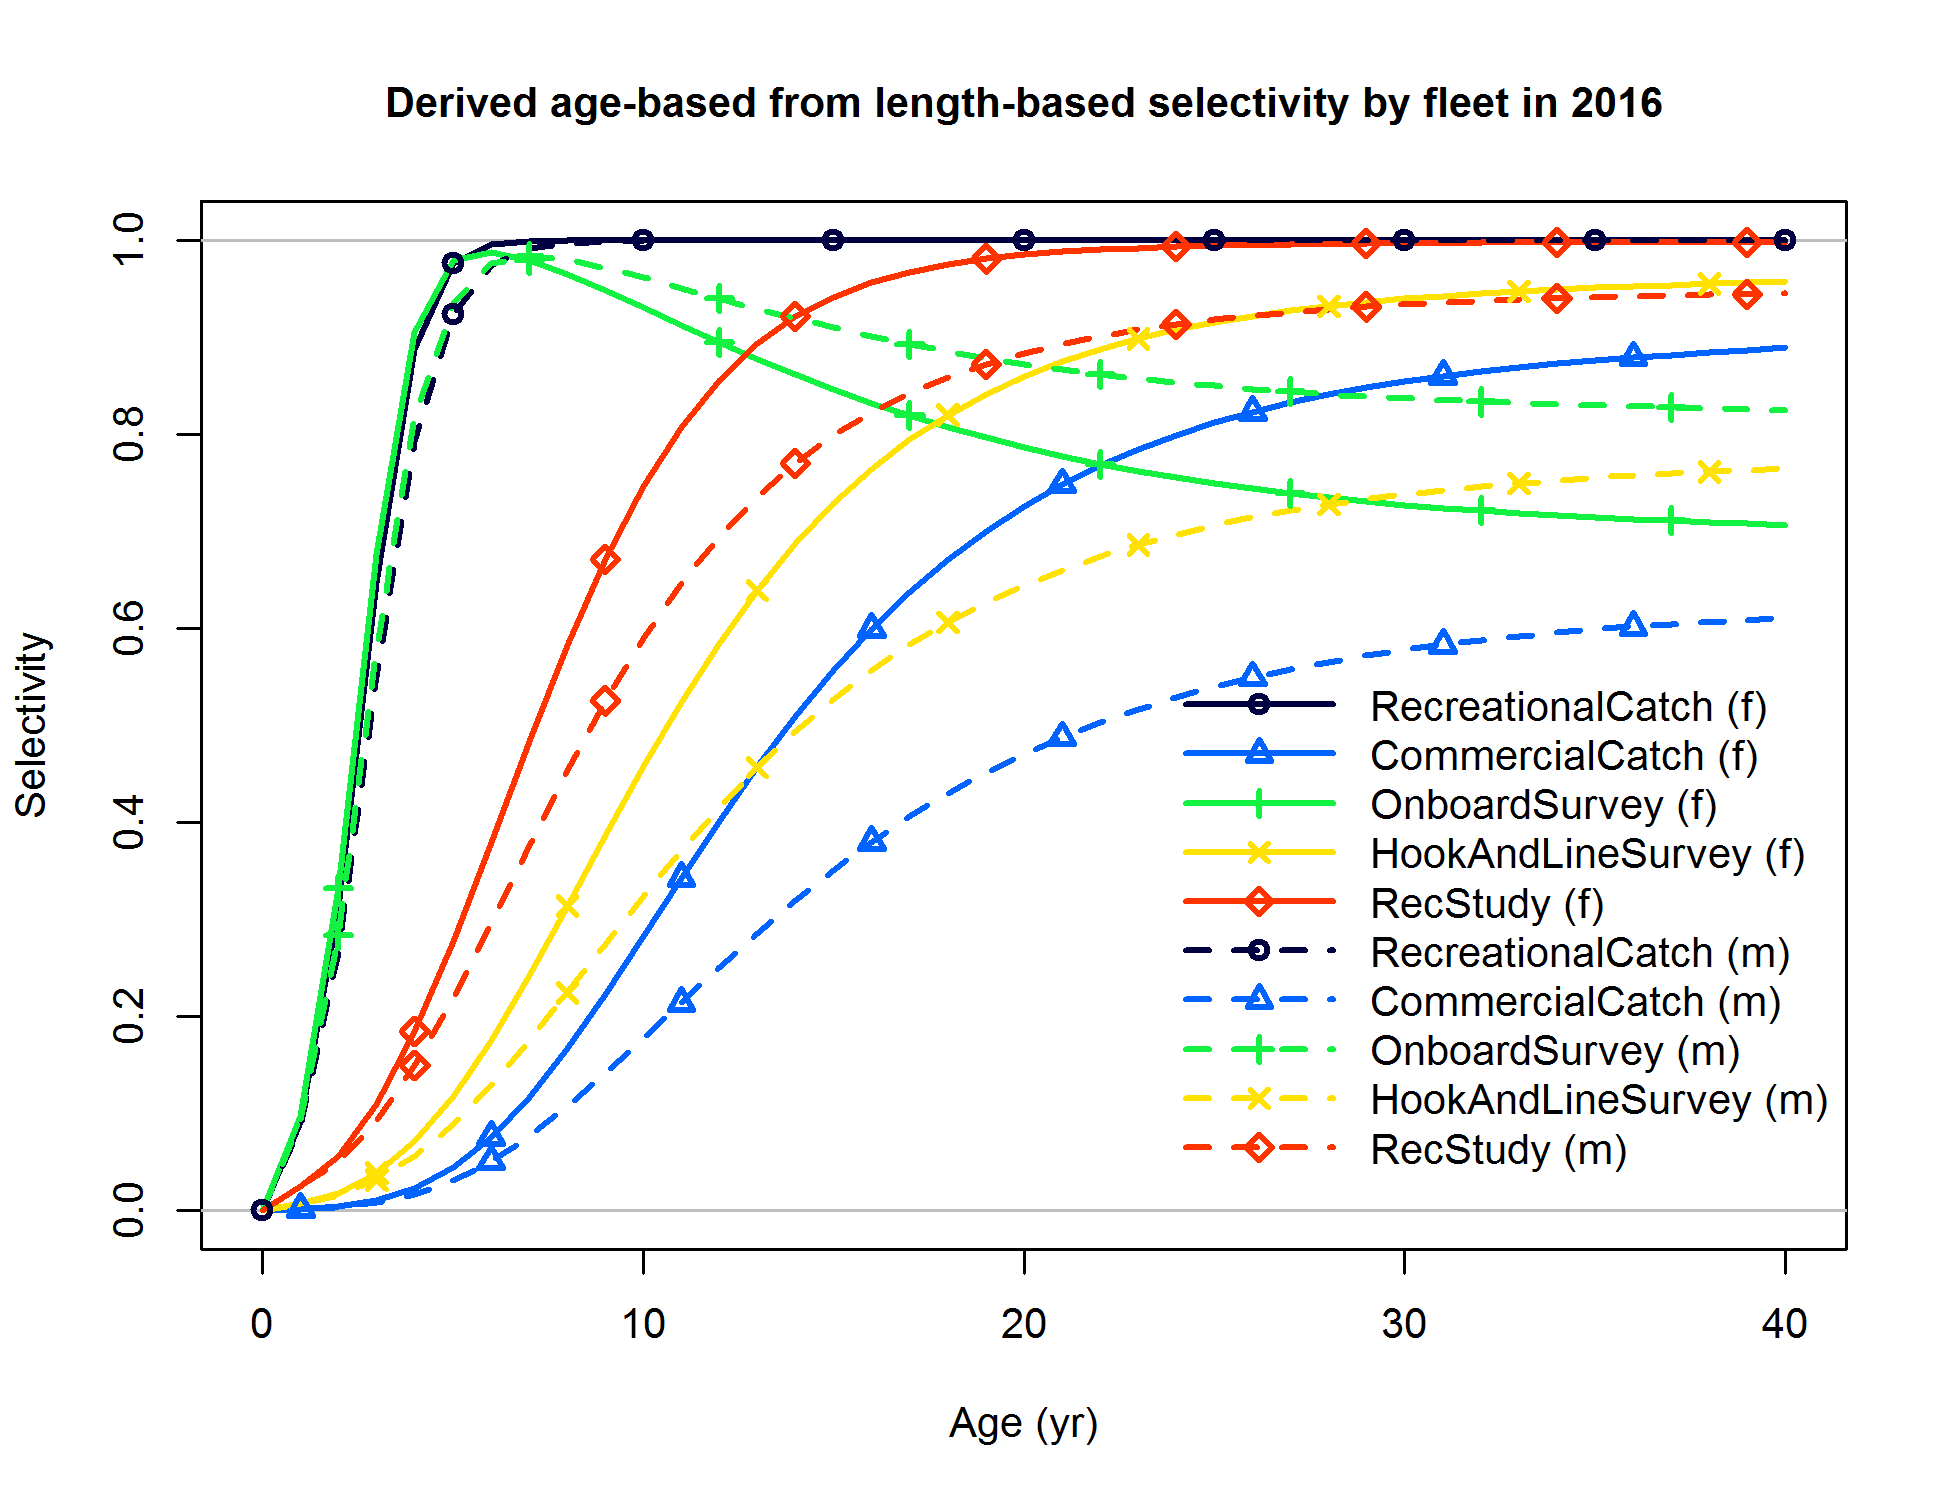 Derived age-based from length-based selectivity by fleet in 2016
Selectivity
1.0
0.8
0.6
0.4
0.2
0.0
RecreationalCatch (f)
CommercialCatch (f)
OnboardSurvey (f)
HookAndLineSurvey (f)
RecStudy (f)
RecreationalCatch (m)
CommercialCatch (m)
OnboardSurvey (m)
HookAndLineSurvey (m)
RecStudy (m)
0 10 20 30 40
Age (yr)